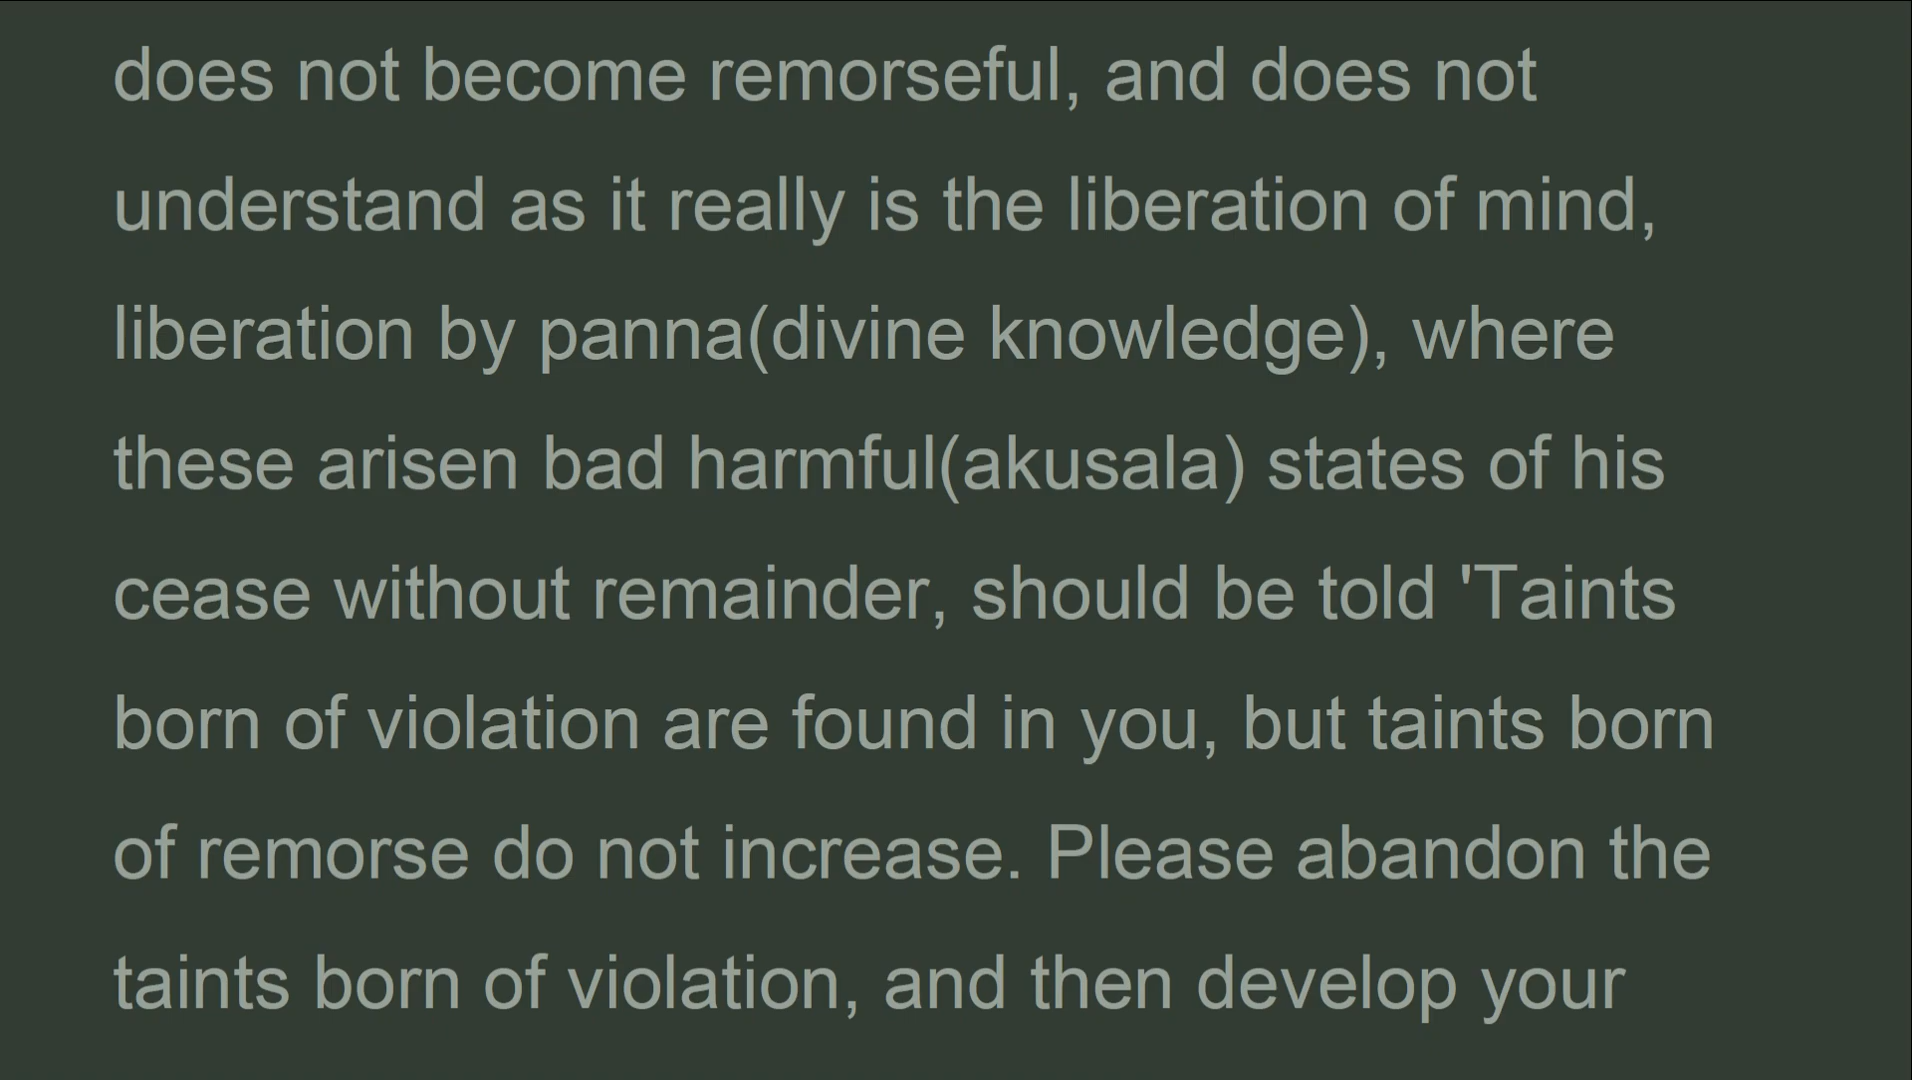 does not become remorseful, and does not
understand as it really is the liberation of mind,
liberation by panna(divine knowledge), where
these arisen bad harmful(akusala) states of his
cease without remainder, should be told 'Taints
born of violation are found in you, but taints born
of remorse do not increase. Please abandon the
taints born of violation, and then develop your